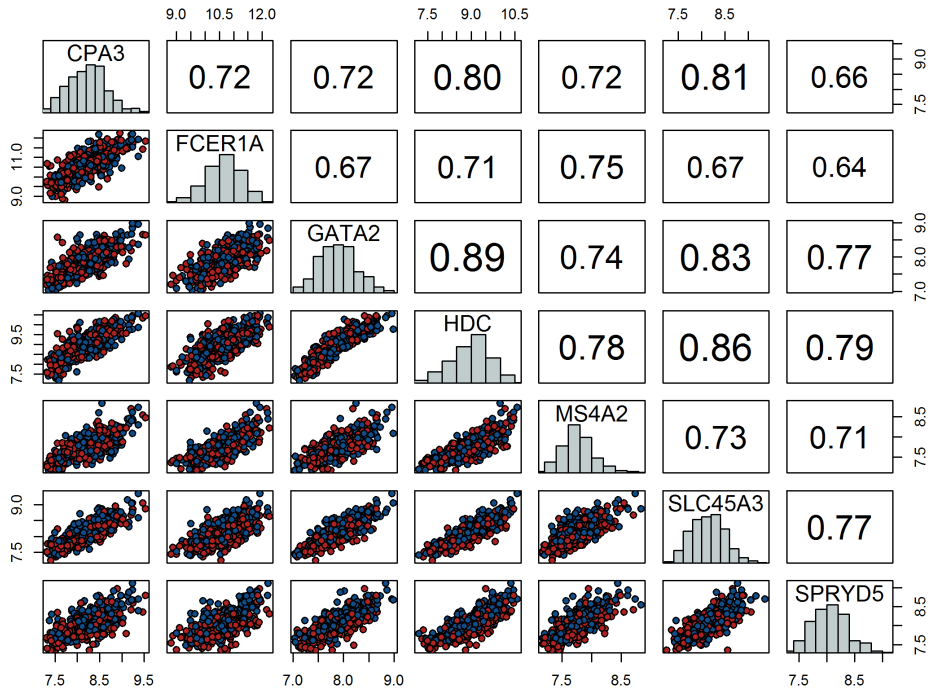 9.0 10.5 12.0 7.5 9.0 10.5 7.5 8.5
CPA3 0.72 0.72 0.80 0.72 0.81 0.66 7.5 9.0
9.0 11.0 FCER1A 0.67 0.71 0.75 0.67 0.64
GATA2 0.89 0.74 0.83 0.77 7.0 8.0 9.0
7.5 9.5 HDC 0.78 0.86 0.79
MS4A2 0.73 0.71 7.5 8.5
7.5 9.0 SLC45A3 0.77
SPRYD5 7.5 8.5
7.5 8.5 9.5 7.0 8.0 9.0 7.5 8.5 7.5 8.5